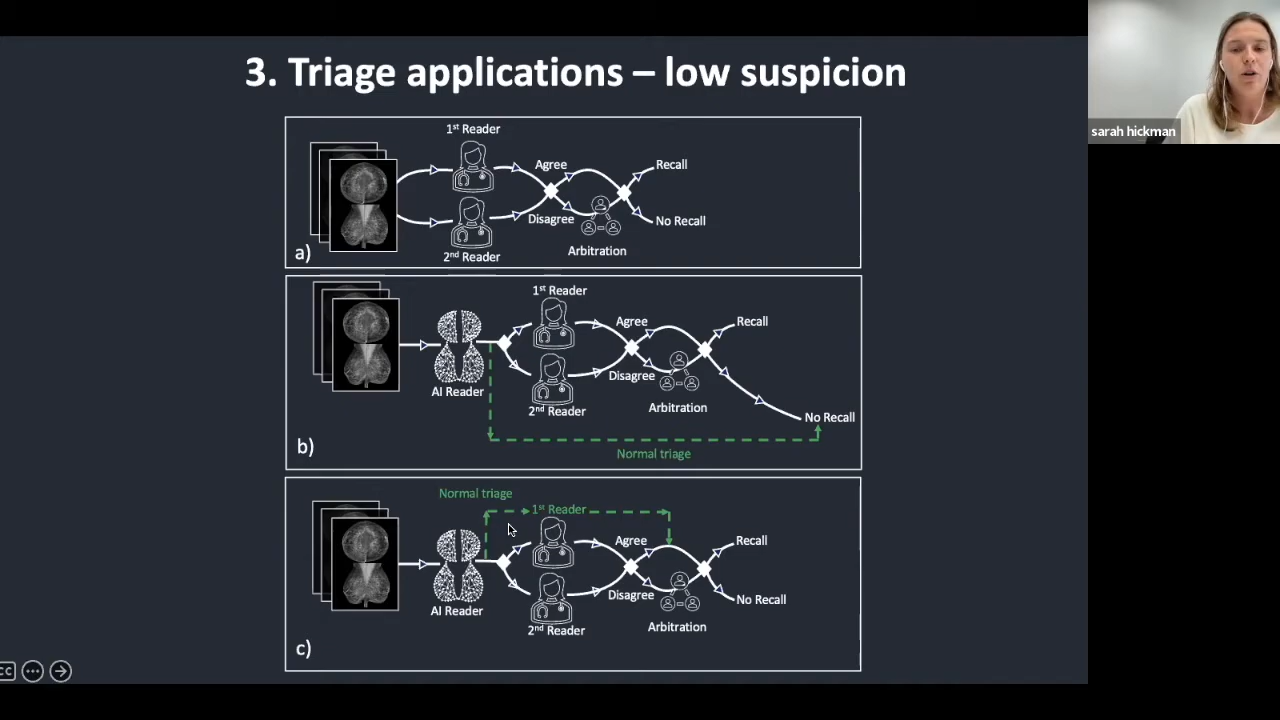 3. Triage applications – low suspicion
sarah hickman
1st Reader
Agree
Recall
Disagree
No Recall
2nd Reader
Arbitration
a)
1st Reader
Agree
Recall
Disagree
AI Reader
2nd Reader
Arbitration
No Recall
b)
Normal triage
Normal triage
1st Reader
Agree
Recall
Disagree
No Recall
AI Reader
2nd Reader
Arbitration
c)
CC